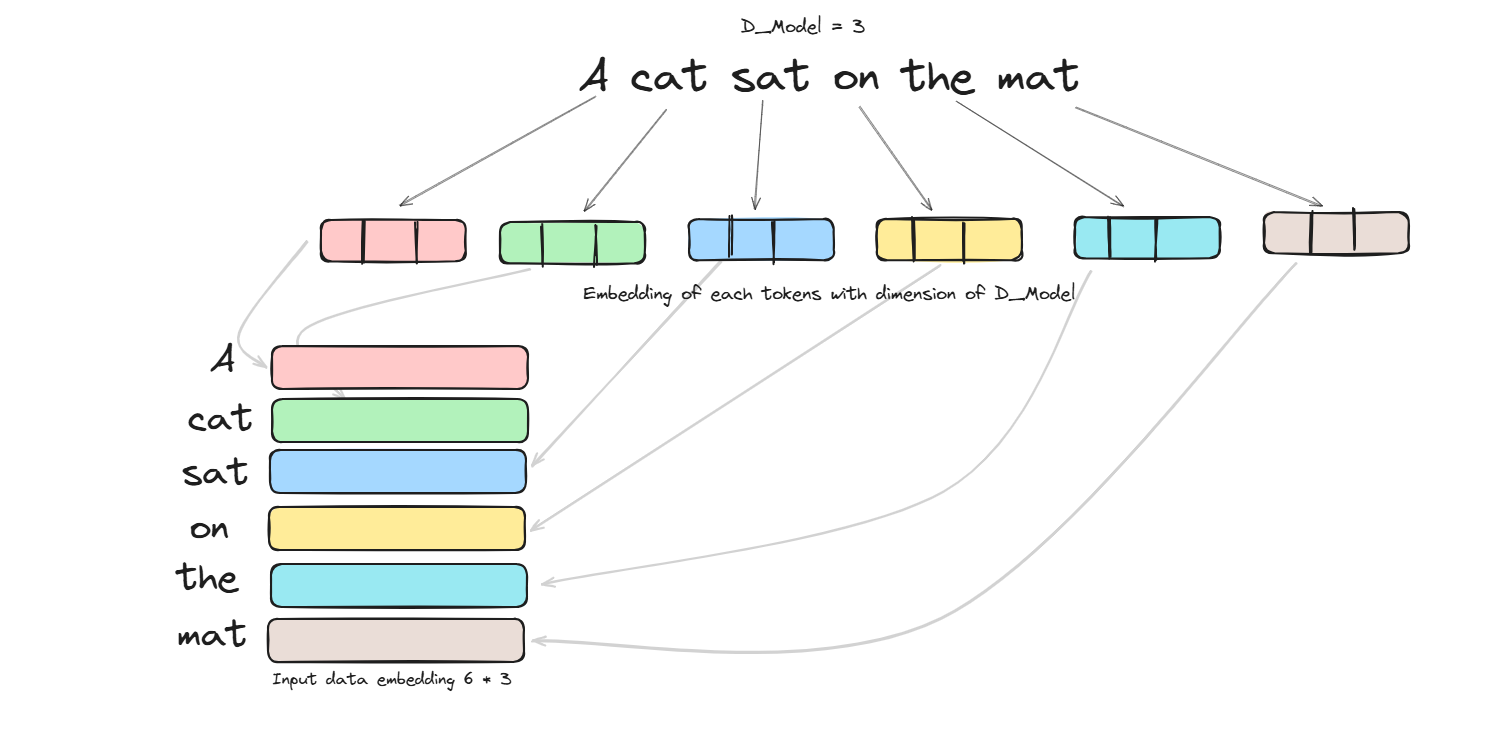 D_Model = 3
A cat sat on the mat
Embedding of each tokens with dimension of D_Model
A
cat
sat
on
the
mat
Input data embedding 6 * 3